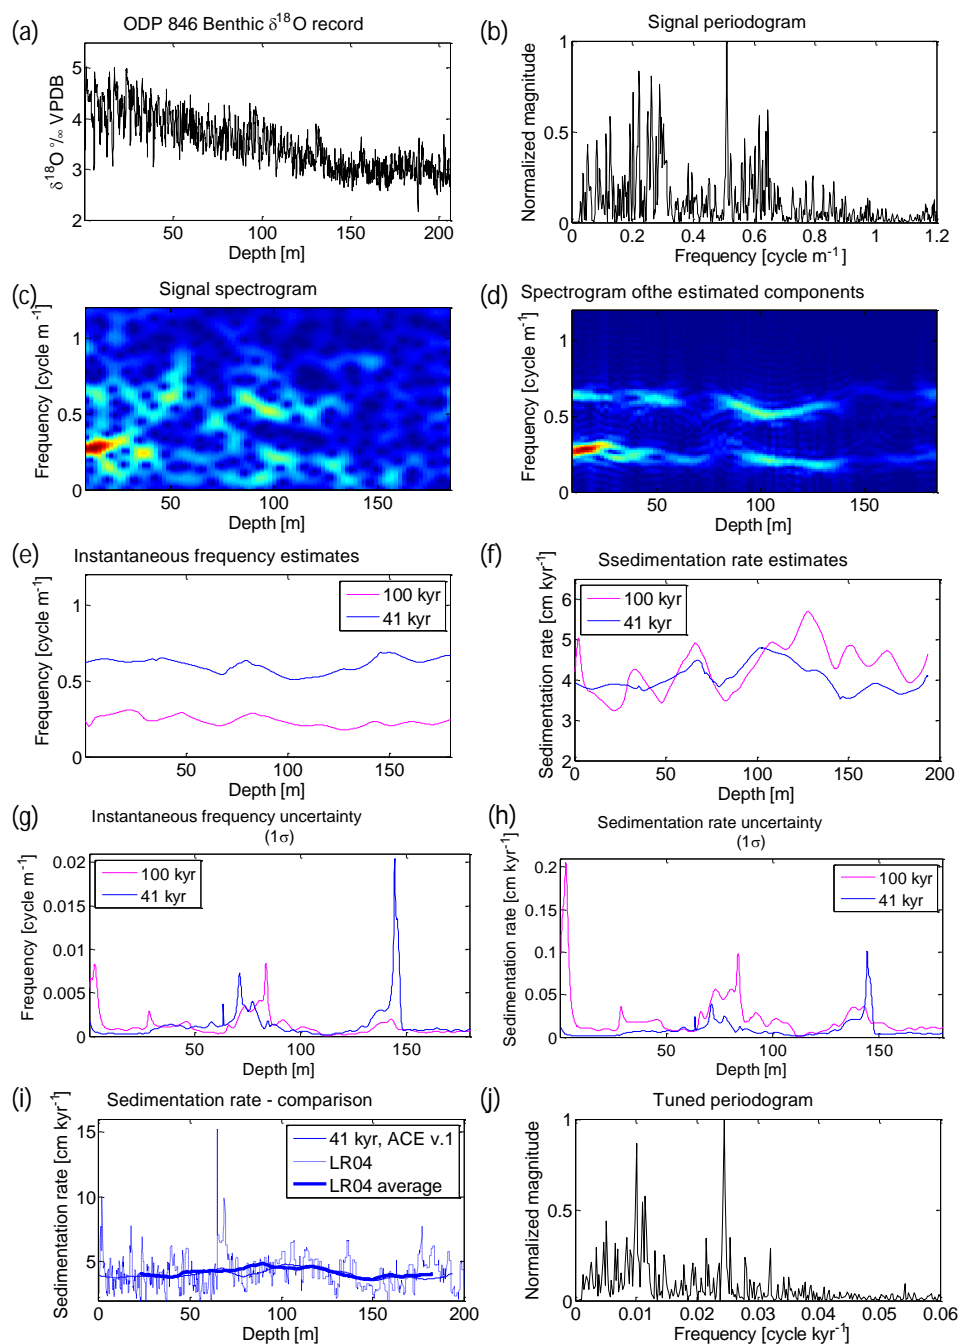 (a)
ODP 846 Benthic δ18O record
δ18O ‰ VPDB
5
4
3
2
50 100 150 200
Depth [m]
(b)
Signal periodogram
Normalized magnitude
1
0.5
0
0 0.2 0.4 0.6 0.8 1 1.2
Frequency [cycle m-1]
(c)
Signal spectrogram
Frequency [cycle m-1]
1
0.5
0
50 100 150
Depth [m]
(d)
Spectrogram ofthe estimated components
Frequency [cycle m-1]
1
0.5
0
50 100 150
Depth [m]
(e)
Instantaneous frequency estimates
Frequency [cycle m-1]
1
0.5
0
100 kyr
41 kyr
50 100 150
Depth [m]
(f)
Ssedimentation rate estimates
Sedimentation rate [cm kyr-1]
6
5
4
3
2
100 kyr
41 kyr
0 50 100 150 200
Depth [m]
(g)
Instantaneous frequency uncertainty
(1σ)
Frequency [cycle m-1]
0.02
0.015
0.01
0.005
0
100 kyr
41 kyr
50 100 150
Depth [m]
(h)
Sedimentation rate uncertainty
(1σ)
Sedimentation rate [cm kyr-1]
0.2
0.15
0.1
0.05
0
100 kyr
41 kyr
50 100 150
Depth [m]
(i)
Sedimentation rate - comparison
Sedimentation rate [cm kyr-1]
15
10
5
41 kyr, ACE v.1
LR04
LR04 average
0 50 100 150 200
Depth [m]
(j)
Tuned periodogram
Normalized magnitude
1
0.5
0
0 0.01 0.02 0.03 0.04 0.05 0.06
Frequency [cycle kyr-1]